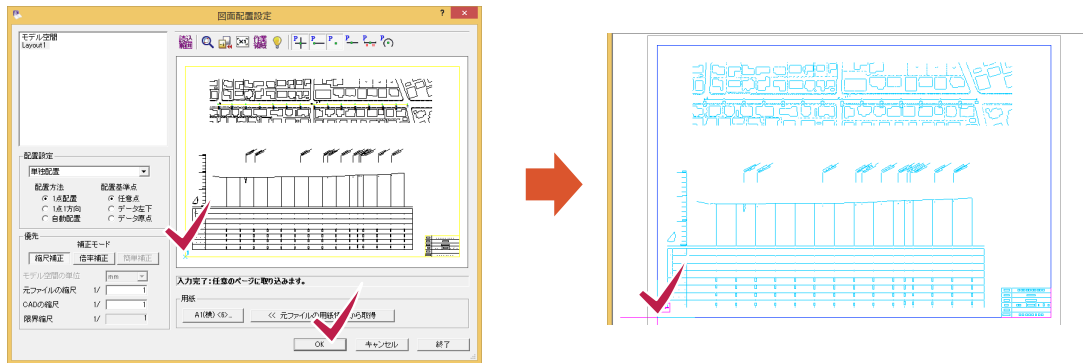 図面配置設定
? ×
モデル空間
Layout1
配置設定
単独配置
配置方法 配置基準点
1点配置 任意点
1点1方向 データ左下
自動配置 データ原点
優先
補正モード
縮尺補正 倍率補正 簡単補正
モデル空間の単位 mm
元ファイルの縮尺 1/ 1
CADの縮尺 1/ 1
限界縮尺 1/ 1
入力完了:任意のページに取り込みます。
用紙
A1(横)<6>..
<< 元ファイルの用紙
から取得
OK キャンセル 終了